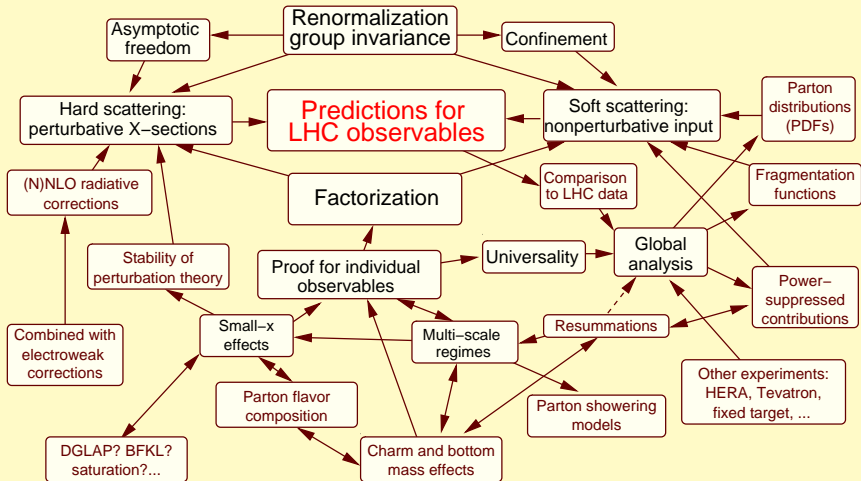 Renormalization
group invariance
Asymptotic
freedom
Confinement
Hard scattering:
perturbative X−sections
Predictions for
LHC observables
Soft scattering:
nonperturbative input
Parton
distributions
(PDFs)
(N)NLO radiative
corrections
Factorization
Comparison
to LHC data
Fragmentation
functions
Stability of
perturbation theory
Proof for individual
observables
Universality
Global
analysis
Power−
suppressed
contributions
Combined with
electroweak
corrections
Small−x
effects
Multi−scale
regimes
Resummations
Other experiments:
HERA, Tevatron,
fixed target, ...
Parton flavor
composition
Parton showering
models
DGLAP? BFKL?
saturation?...
Charm and bottom
mass effects